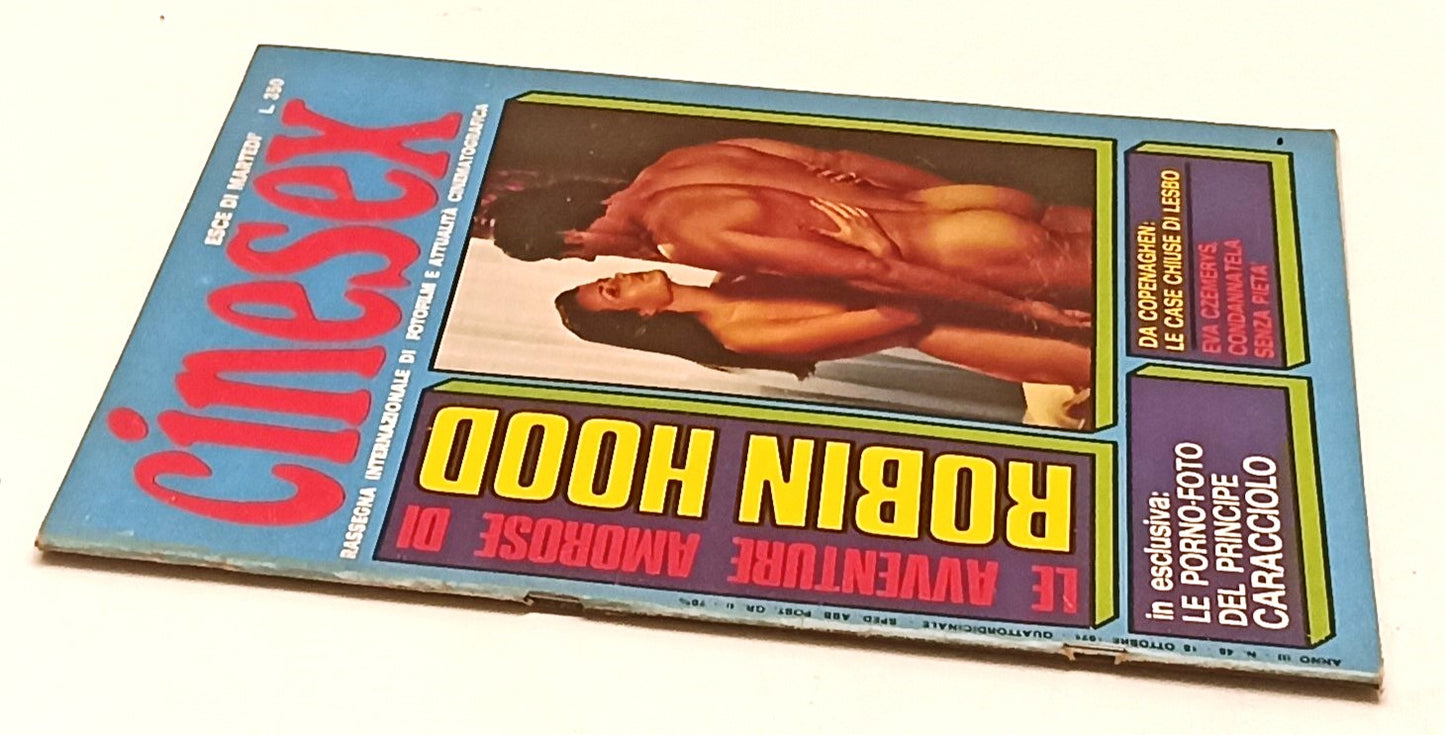 ESCE DI MARTEDI'
L. 350
cinesex
RASSEGNA INTERNAZIONALE DI FOTOFILM E ATTUALITÀ CINEMATOGRAFICA
LE AVVENTURE AMOROSE DI
ROBIN HOOD
DA COPENAGHEN:
LE CASE CHIUSE DI LESBO
EVA CZEMERYS,
CONDANNATELA
SENZA PIETA'
in esclusiva:
LE PORNO-FOTO
DEL PRINCIPE
CARACCIOLO
ANNO III - N. 48 - 15 OTTOBRE 1971 - QUATTORDICINALE - SPED. ABB. POST. GR. II - 70%